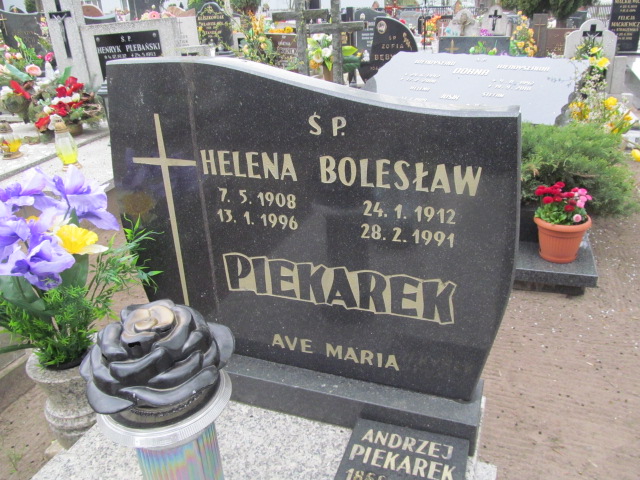 Ś P.
HELENA BOLESŁAW
7. 5. 1908 24. 1. 1912
13. 1. 1996 28. 2. 1991
PIEKAREK
AVE MARIA
ANDRZEJ
PIEKAREK
HENRYK PLEBAŃSKI
ZOFIA